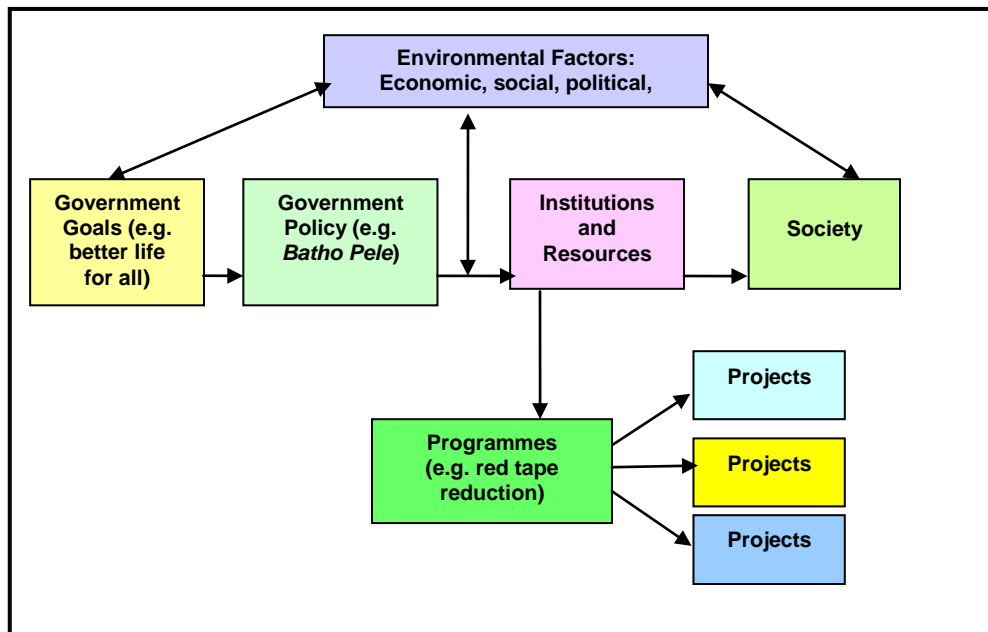 Environmental Factors:
Economic, social, political,
Government
Goals (e.g.
better life
for all)
Government
Policy (e.g.
Batho Pele)
Institutions
and
Resources
Society
Projects
Programmes
(e.g. red tape
reduction)
Projects
Projects